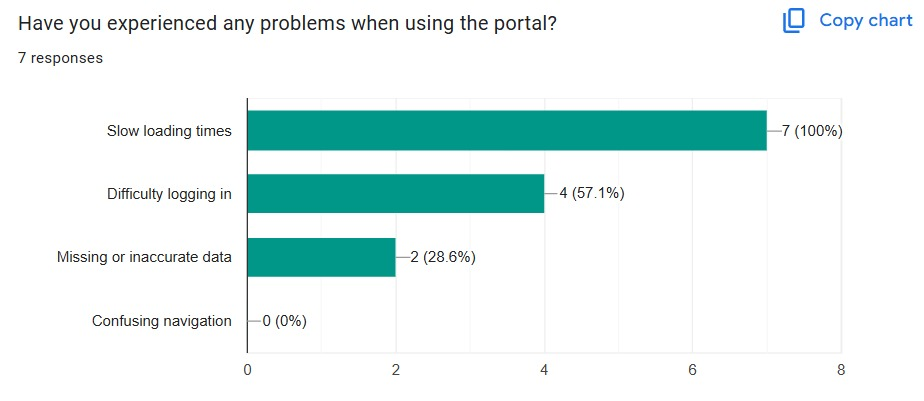 Have you experienced any problems when using the portal?
Copy chart
7 responses
Slow loading times
7 (100%)
Difficulty logging in
4 (57.1%)
Missing or inaccurate data
2 (28.6%)
Confusing navigation
0 (0%)
0 2 4 6 8